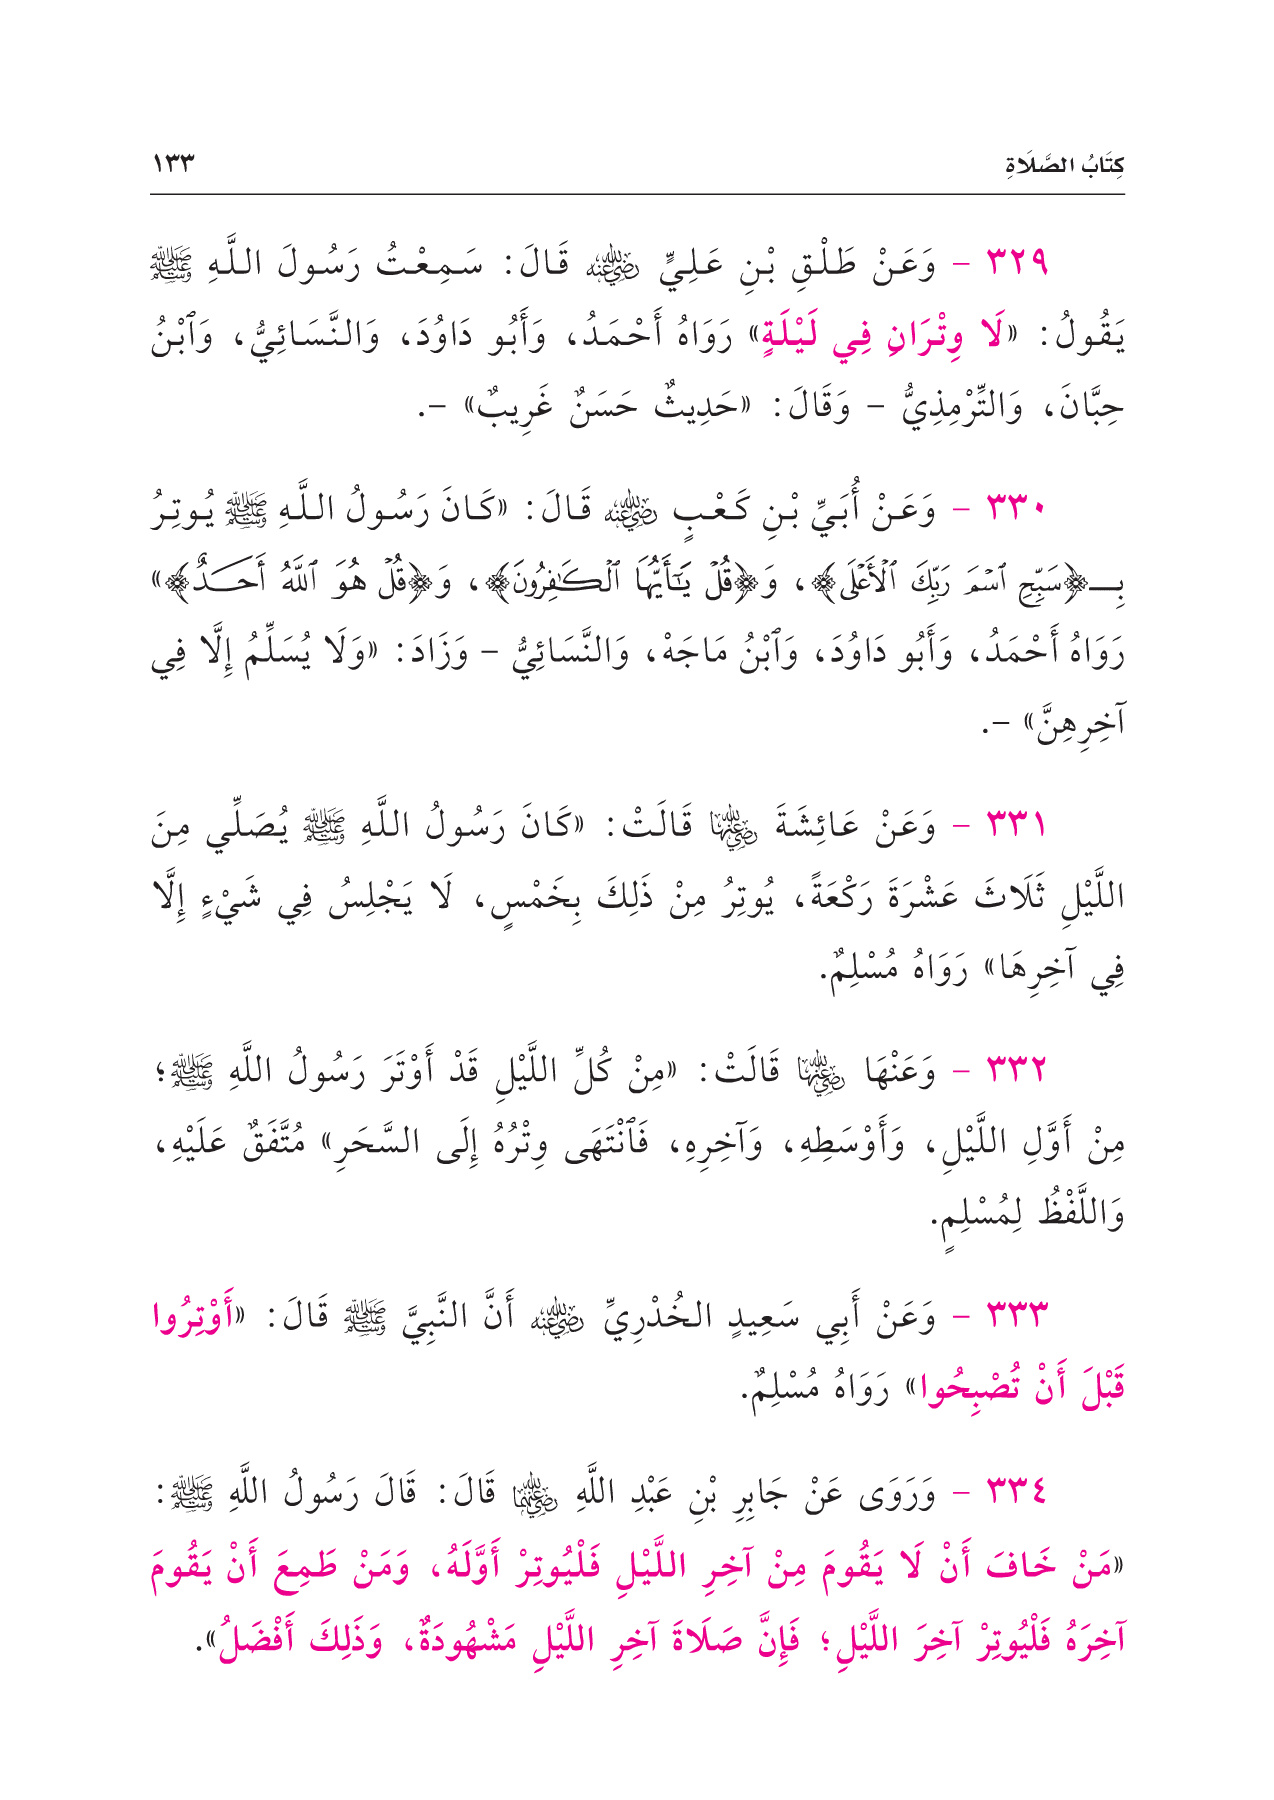 كِتَابُ الصَّلَاةِ ١٣٣
٣٢٩ - وَعَنْ طَلْقِ بْنِ عَلِيٍّ رضي الله عنه قَالَ: سَمِعْتُ رَسُولَ اللَّهِ ﷺ
يَقُولُ: «لَا وِتْرَانِ فِي لَيْلَةٍ» رَوَاهُ أَحْمَدُ، وَأَبُو دَاوُدَ، وَالنَّسَائِيُّ، وَٱبْنُ
حِبَّانَ، وَالتِّرْمِذِيُّ - وَقَالَ: «حَدِيثٌ حَسَنٌ غَرِيبٌ» -.
٣٣٠ - وَعَنْ أُبَيِّ بْنِ كَعْبٍ رضي الله عنه قَالَ: «كَانَ رَسُولُ اللَّهِ ﷺ يُوتِرُ
بِـ﴿سَبِّحِ ٱسْمَ رَبِّكَ ٱلْأَعْلَى﴾، وَ﴿قُلْ يَٰٓأَيُّهَا ٱلْكَٰفِرُونَ﴾، وَ﴿قُلْ هُوَ ٱللَّهُ أَحَدٌ﴾»
رَوَاهُ أَحْمَدُ، وَأَبُو دَاوُدَ، وَٱبْنُ مَاجَهْ، وَالنَّسَائِيُّ - وَزَادَ: «وَلَا يُسَلِّمُ إِلَّا فِي
آخِرِهِنَّ» -.
٣٣١ - وَعَنْ عَائِشَةَ رضي الله عنها قَالَتْ: «كَانَ رَسُولُ اللَّهِ ﷺ يُصَلِّي مِنَ
اللَّيْلِ ثَلَاثَ عَشْرَةَ رَكْعَةً، يُوتِرُ مِنْ ذَلِكَ بِخَمْسٍ، لَا يَجْلِسُ فِي شَيْءٍ إِلَّا
فِي آخِرِهَا» رَوَاهُ مُسْلِمٌ.
٣٣٢ - وَعَنْهَا رضي الله عنها قَالَتْ: «مِنْ كُلِّ اللَّيْلِ قَدْ أَوْتَرَ رَسُولُ اللَّهِ ﷺ؛
مِنْ أَوَّلِ اللَّيْلِ، وَأَوْسَطِهِ، وَآخِرِهِ، فَٱنْتَهَى وِتْرُهُ إِلَى السَّحَرِ» مُتَّفَقٌ عَلَيْهِ،
وَاللَّفْظُ لِمُسْلِمٍ.
٣٣٣ - وَعَنْ أَبِي سَعِيدٍ الخُدْرِيِّ رضي الله عنه أَنَّ النَّبِيَّ ﷺ قَالَ: «أَوْتِرُوا
قَبْلَ أَنْ تُصْبِحُوا» رَوَاهُ مُسْلِمٌ.
٣٣٤ - وَرَوَى عَنْ جَابِرِ بْنِ عَبْدِ اللَّهِ رضي الله عنهما قَالَ: قَالَ رَسُولُ اللَّهِ ﷺ:
«مَنْ خَافَ أَنْ لَا يَقُومَ مِنْ آخِرِ اللَّيْلِ فَلْيُوتِرْ أَوَّلَهُ، وَمَنْ طَمِعَ أَنْ يَقُومَ
آخِرَهُ فَلْيُوتِرْ آخِرَ اللَّيْلِ؛ فَإِنَّ صَلَاةَ آخِرِ اللَّيْلِ مَشْهُودَةٌ، وَذَلِكَ أَفْضَلُ».